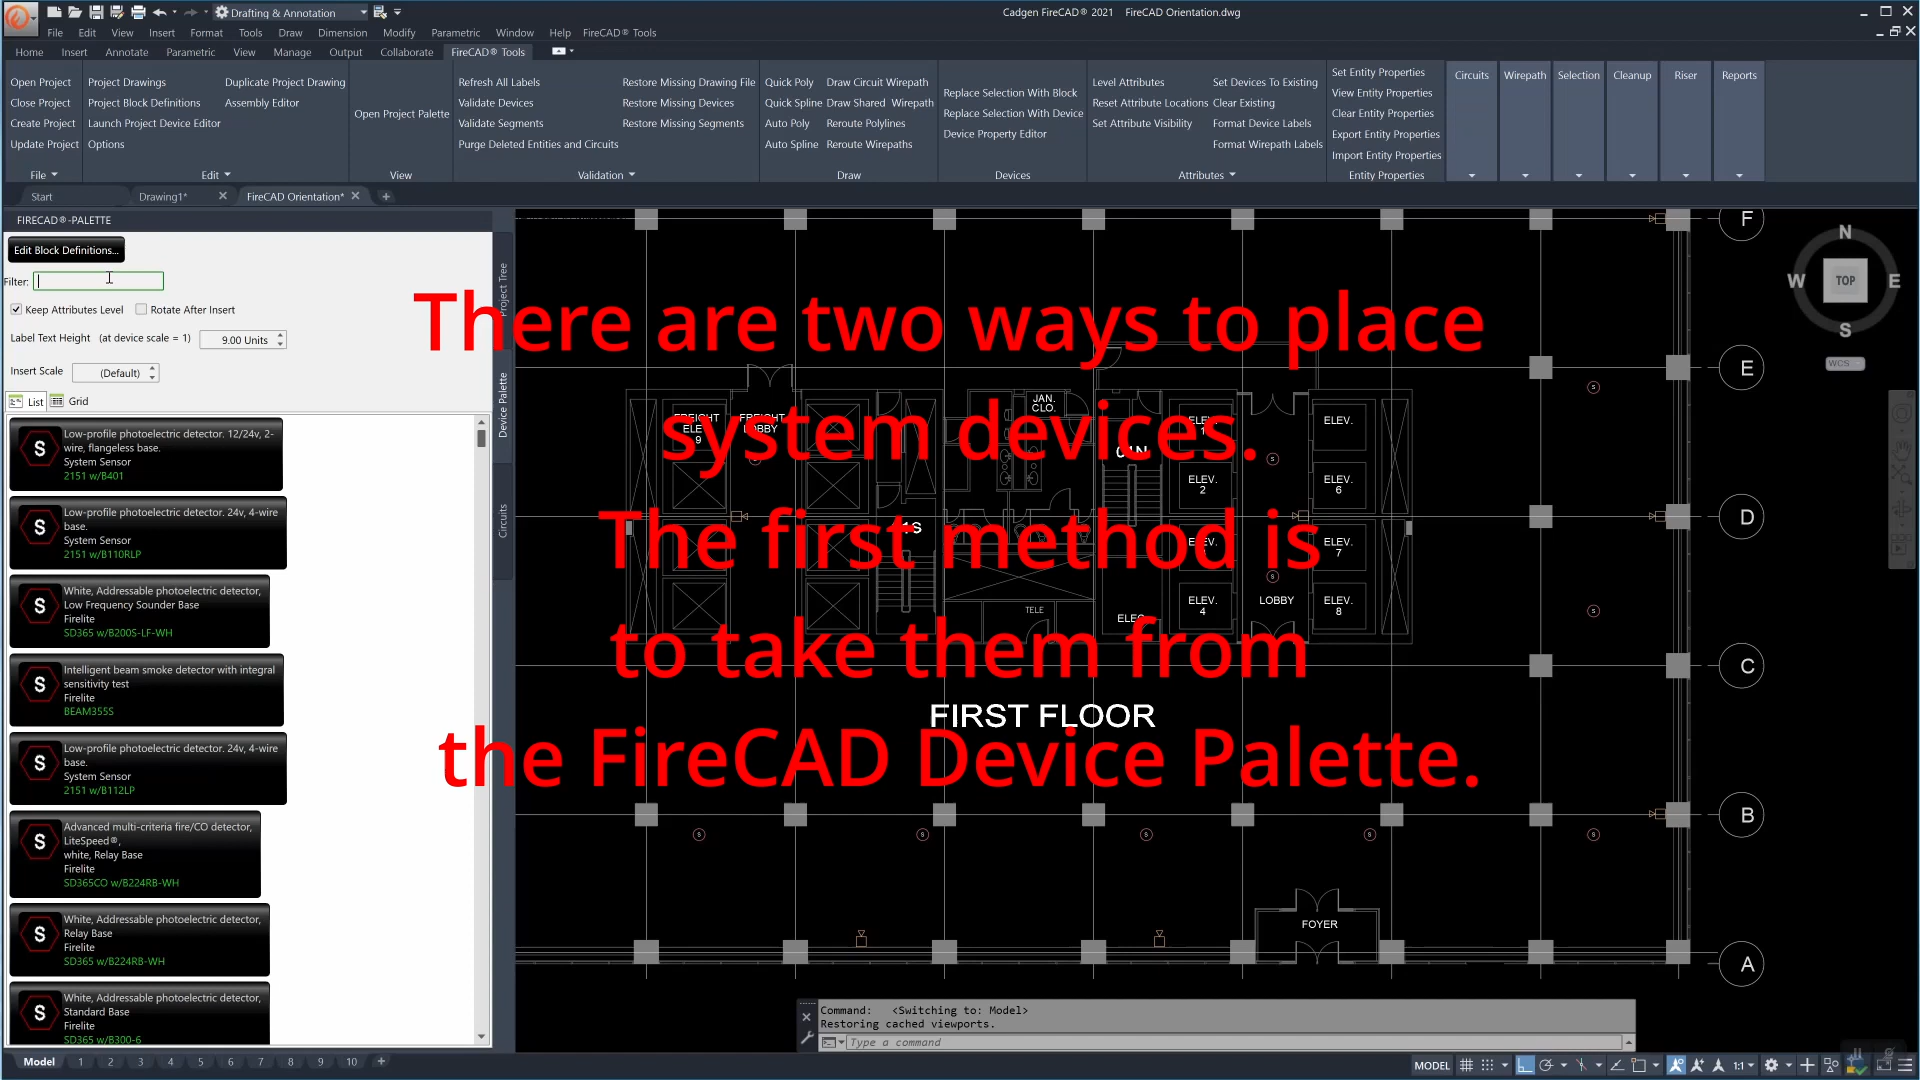 Drafting & Annotation
Cadgen FireCAD® 2021 FireCAD Orientation.dwg
File Edit View Insert Format Tools Draw Dimension Modify Parametric Window Help FireCAD® Tools
Home Insert Annotate Parametric View Manage Output Collaborate FireCAD® Tools
Open Project
Close Project
Create Project
Update Project
File
Project Drawings
Project Block Definitions
Launch Project Device Editor
Options
Duplicate Project Drawing
Assembly Editor
Edit
Open Project Palette
View
Refresh All Labels
Validate Devices
Validate Segments
Purge Deleted Entities and Circuits
Restore Missing Drawing File
Restore Missing Devices
Restore Missing Segments
Validation
Quick Poly
Quick Spline
Auto Poly
Auto Spline
Draw Circuit Wirepath
Draw Shared Wirepath
Reroute Polylines
Reroute Wirepaths
Draw
Replace Selection With Block
Replace Selection With Device
Device Property Editor
Devices
Level Attributes
Reset Attribute Locations
Set Attribute Visibility
Set Devices To Existing
Clear Existing
Format Device Labels
Format Wirepath Labels
Attributes
Set Entity Properties
View Entity Properties
Clear Entity Properties
Export Entity Properties
Import Entity Properties
Entity Properties
Circuits
Wirepath
Selection
Cleanup
Riser
Reports
Start Drawing1* FireCAD Orientation*
FIRECAD®-PALETTE
Edit Block Definitions...
Filter:
Keep Attributes Level Rotate After Insert
Label Text Height (at device scale = 1) 9.00 Units
Insert Scale (Default)
List Grid
Project Tree
Device Palette
Circuits
S
Low-profile photoelectric detector. 12/24v, 2-
wire, flangeless base.
System Sensor
2151 w/B401
S
Low-profile photoelectric detector. 24v, 4-wire
base.
System Sensor
2151 w/B110RLP
S
White, Addressable photoelectric detector,
Low Frequency Sounder Base
Firelite
SD365 w/B200S-LF-WH
S
Intelligent beam smoke detector with integral
sensitivity test
Firelite
BEAM355S
S
Low-profile photoelectric detector. 24v, 4-wire
base.
System Sensor
2151 w/B112LP
S
Advanced multi-criteria fire/CO detector,
LiteSpeed®,
white, Relay Base
Firelite
SD365CO w/B224RB-WH
S
White, Addressable photoelectric detector,
Relay Base
Firelite
SD365 w/B224RB-WH
S
White, Addressable photoelectric detector,
Standard Base
Firelite
SD365 w/B300-6
There are two ways to place
system devices.
The first method is
to take them from
the FireCAD Device Palette.
JAN.
CLO.
ELEV.
ELEV.
2
ELEV.
6
ELEV.
7
ELEV.
4
LOBBY
ELEV.
8
TELE
FIRST FLOOR
FOYER
F
E
D
C
B
A
N
W TOP E
S
WCS
Command: <Switching to: Model>
Restoring cached viewports.
Type a command
Model 1 2 3 4 5 6 7 8 9 10
MODEL 1:1